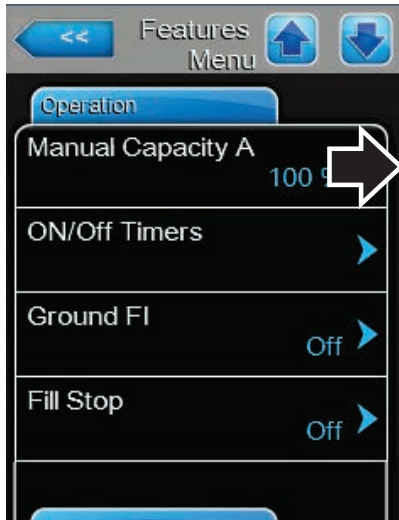 <<
Features
Menu
Operation
Manual Capacity A
100 %
ON/Off Timers
Ground FI
Off
Fill Stop
Off